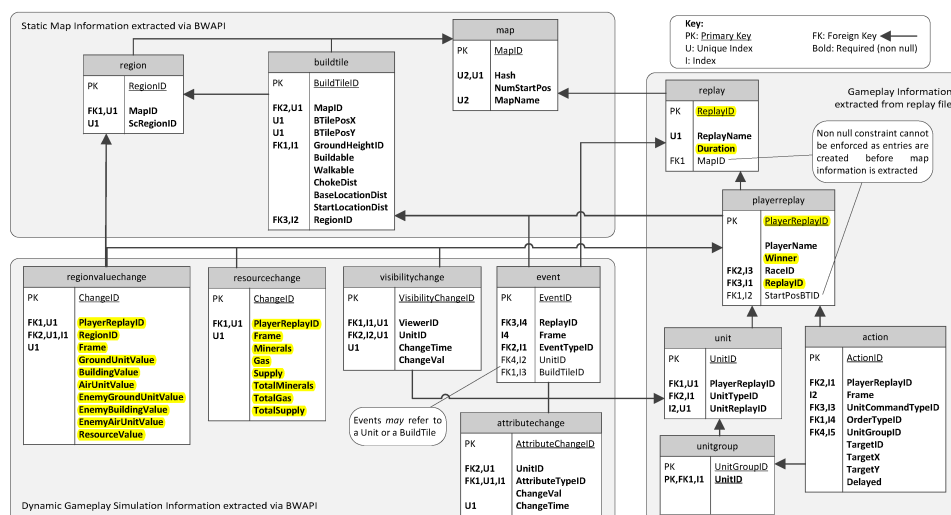 Static Map Information extracted via BWAPI
map
PK MapID
U2,U1 Hash
NumStartPos
U2 MapName
Key:
PK: Primary Key FK: Foreign Key
U: Unique Index Bold: Required (non null)
I: Index
region
PK RegionID
FK1,U1 MapID
U1 ScRegionID
buildtile
PK BuildTileID
FK2,U1 MapID
U1 BTilePosX
U1 BTilePosY
FK1,I1 GroundHeightID
Buildable
Walkable
ChokeDist
BaseLocationDist
StartLocationDist
FK3,I2 RegionID
Gameplay Information
extracted from replay file
replay
PK ReplayID
U1 ReplayName
Duration
FK1 MapID
Non null constraint cannot
be enforced as entries are
created before map
information is extracted
playerreplay
PK PlayerReplayID
PlayerName
Winner
FK2,I3 RaceID
FK3,I1 ReplayID
FK1,I2 StartPosBTID
regionvaluechange
PK ChangeID
FK1,U1 PlayerReplayID
FK2,U1,I1 RegionID
U1 Frame
GroundUnitValue
BuildingValue
AirUnitValue
EnemyGroundUnitValue
EnemyBuildingValue
EnemyAirUnitValue
ResourceValue
resourcechange
PK ChangeID
FK1,U1 PlayerReplayID
U1 Frame
Minerals
Gas
Supply
TotalMinerals
TotalGas
TotalSupply
visibilitychange
PK VisibilityChangeID
FK1,I1,U1 ViewerID
FK2,I2,U1 UnitID
U1 ChangeTime
ChangeVal
event
PK EventID
FK3,I4 ReplayID
I4 Frame
FK2,I1 EventTypeID
FK4,I2 UnitID
FK1,I3 BuildTileID
Events may refer to
a Unit or a BuildTile
attributechange
PK AttributeChangeID
FK2,U1 UnitID
FK1,U1,I1 AttributeTypeID
ChangeVal
U1 ChangeTime
unit
PK UnitID
FK1,U1 PlayerReplayID
FK2,I1 UnitTypeID
I2,U1 UnitReplayID
unitgroup
PK UnitGroupID
PK,FK1,I1 UnitID
action
PK ActionID
FK2,I1 PlayerReplayID
I2 Frame
FK3,I3 UnitCommandTypeID
FK1,I4 OrderTypeID
FK4,I5 UnitGroupID
TargetID
TargetX
TargetY
Delayed
Dynamic Gameplay Simulation Information extracted via BWAPI